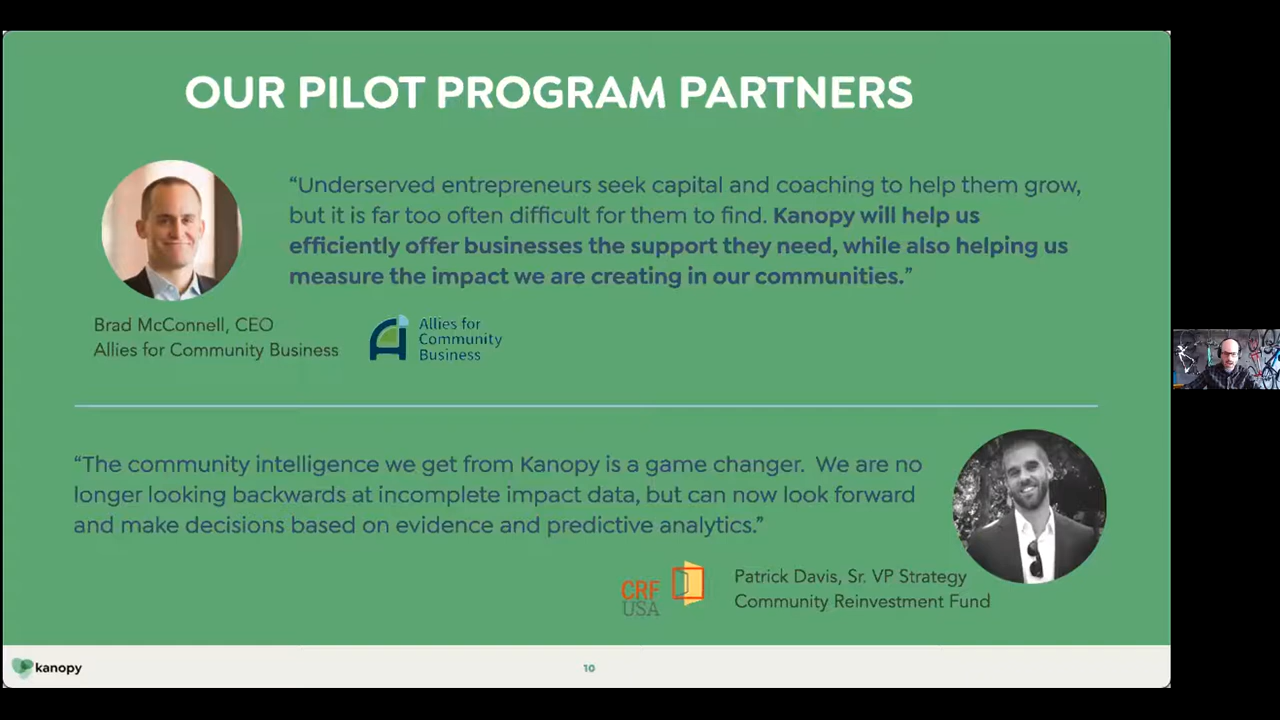 OUR PILOT PROGRAM PARTNERS
“Underserved entrepreneurs seek capital and coaching to help them grow,
but it is far too often difficult for them to find. Kanopy will help us
efficiently offer businesses the support they need, while also helping us
measure the impact we are creating in our communities.”
Brad McConnell, CEO
Allies for Community Business
Allies for
Community
Business
“The community intelligence we get from Kanopy is a game changer.  We are no
longer looking backwards at incomplete impact data, but can now look forward
and make decisions based on evidence and predictive analytics.”
CRF
USA
Patrick Davis, Sr. VP Strategy
Community Reinvestment Fund
kanopy
10